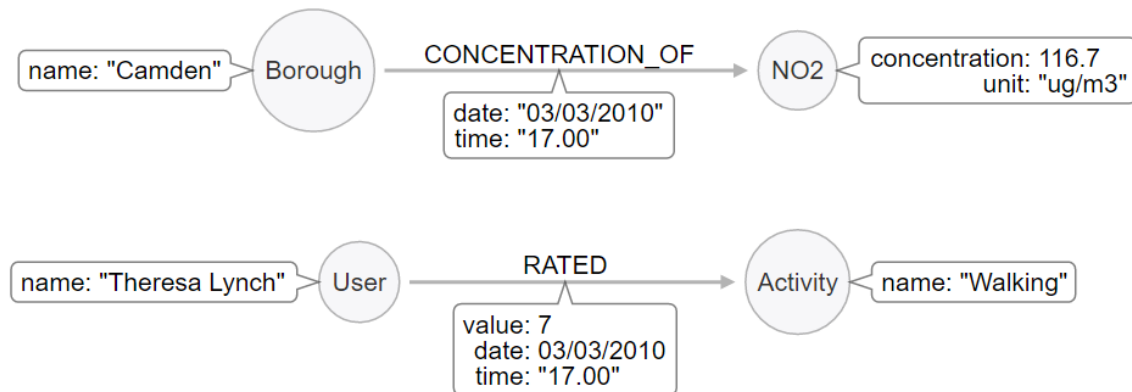 name: "Camden"
Borough
CONCENTRATION_OF
date: "03/03/2010"
time: "17.00"
NO2
concentration: 116.7
unit: "ug/m3"
name: "Theresa Lynch"
User
RATED
value: 7
date: 03/03/2010
time: "17.00"
Activity
name: "Walking"